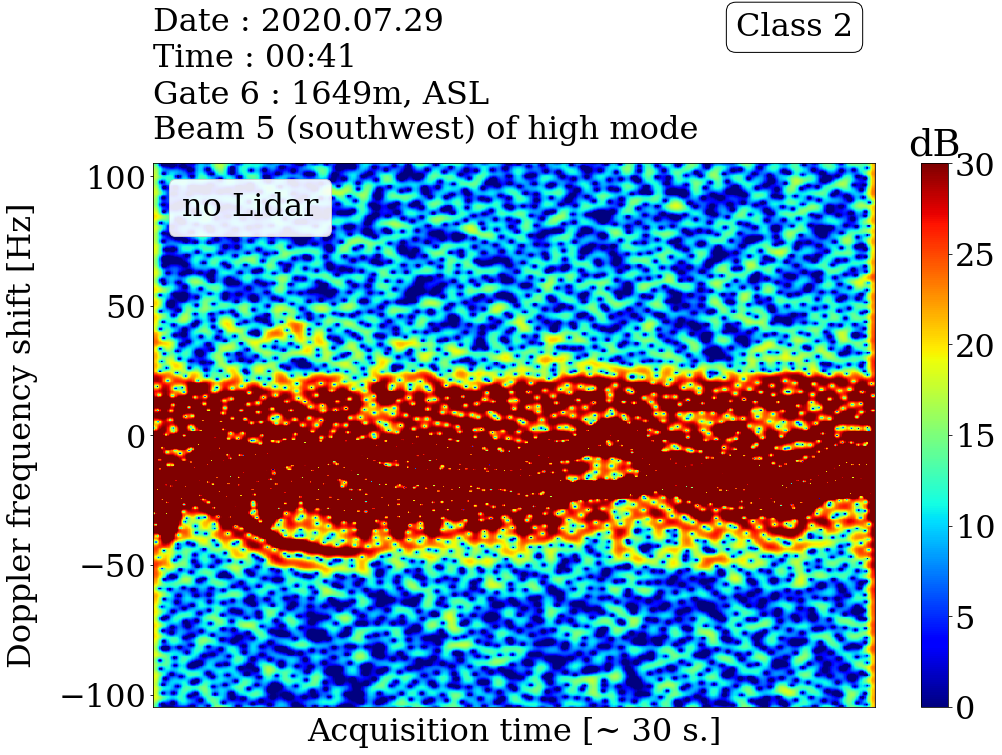 Date : 2020.07.29
Time : 00:41
Gate 6 : 1649m, ASL
Beam 5 (southwest) of high mode
Class 2
dB
no Lidar
100
50
0
−50
−100
Doppler frequency shift [Hz]
Acquisition time [~ 30 s.]
30
25
20
15
10
5
0